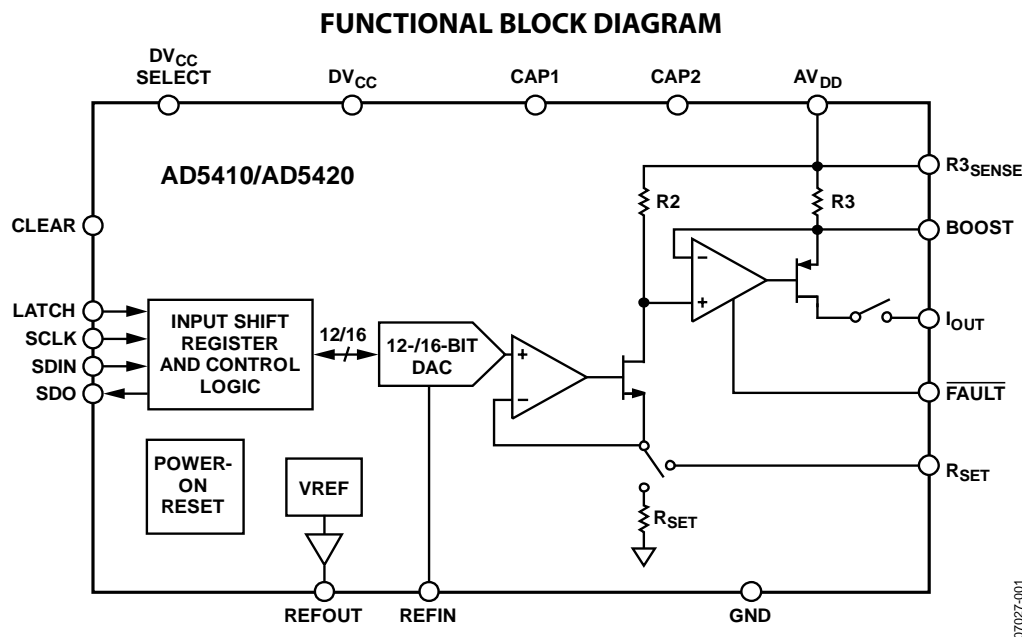 FUNCTIONAL BLOCK DIAGRAM
DVCC
SELECT
DVCC
CAP1
CAP2
AVDD
AD5410/AD5420
R2
R3
R3SENSE
BOOST
CLEAR
LATCH
SCLK
SDIN
SDO
INPUT SHIFT
REGISTER
AND CONTROL
LOGIC
12/16
12-/16-BIT
DAC
+
−
−
+
IOUT
FAULT
RSET
RSET
POWER-
ON
RESET
VREF
REFOUT
REFIN
GND
07027-001